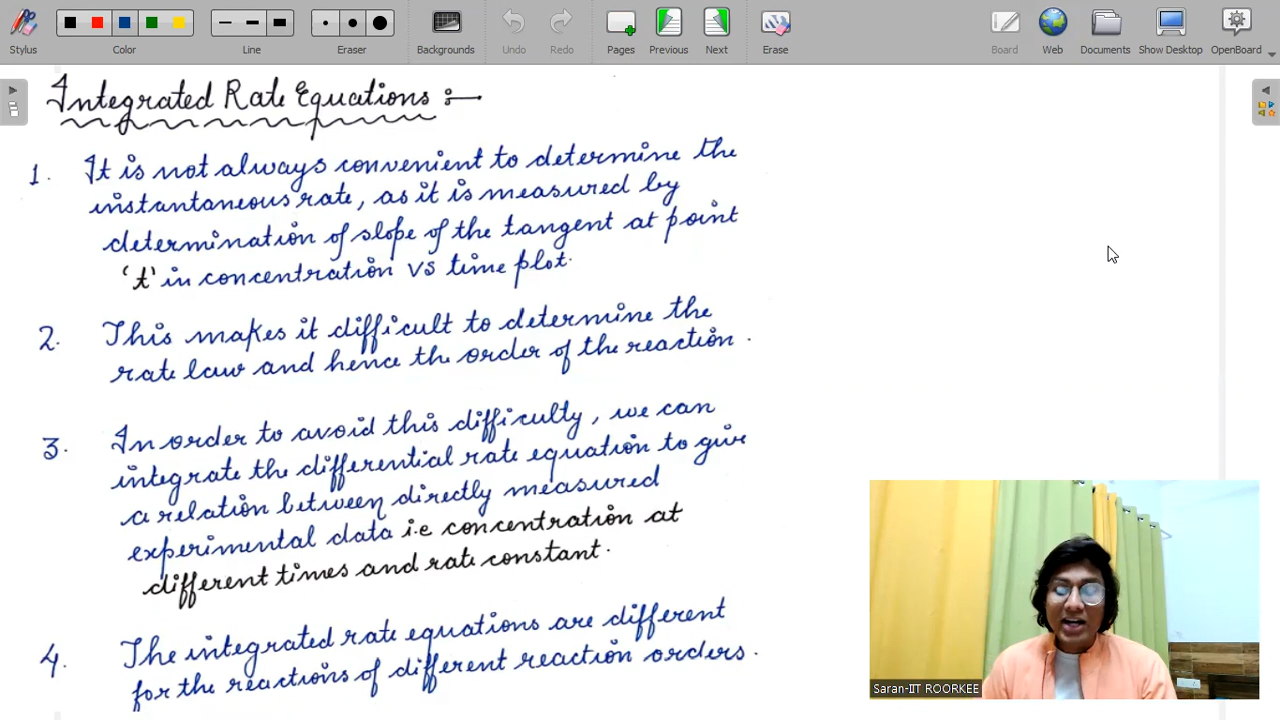 Stylus
Color
Line
Eraser
Backgrounds
Undo
Redo
Pages
Previous
Next
Erase
Board
Web
Documents
Show Desktop
OpenBoard
Integrated Rate Equations :-
1. It is not always convenient to determine the
instantaneous rate, as it is measured by
determination of slope of the tangent at point
't' in concentration vs time plot.
2. This makes it difficult to determine the
rate law and hence the order of the reaction.
3. In order to avoid this difficulty, we can
integrate the differential rate equation to give
a relation between directly measured
experimental data i.e concentration at
different times and rate constant.
4. The integrated rate equations are different
for the reactions of different reaction orders.
Saran-IIT ROORKEE